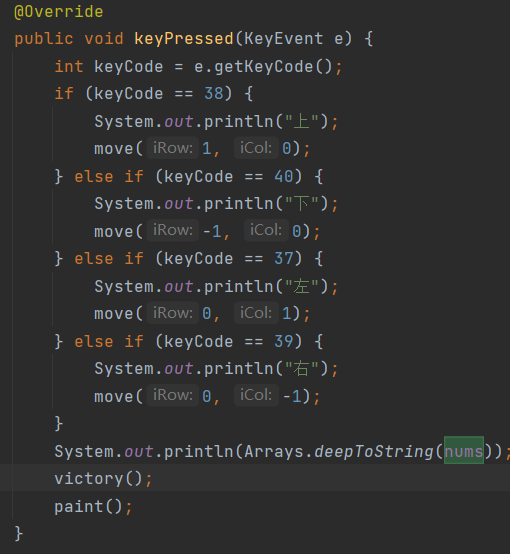 @Override
public void keyPressed(KeyEvent e) {
int keyCode = e.getKeyCode();
if (keyCode == 38) {
System.out.println("上");
move( iRow: 1, iCol: 0);
} else if (keyCode == 40) {
System.out.println("下");
move( iRow: -1, iCol: 0);
} else if (keyCode == 37) {
System.out.println("左");
move( iRow: 0, iCol: 1);
} else if (keyCode == 39) {
System.out.println("右");
move( iRow: 0, iCol: -1);
}
System.out.println(Arrays.deepToString(nums));
victory();
paint();
}